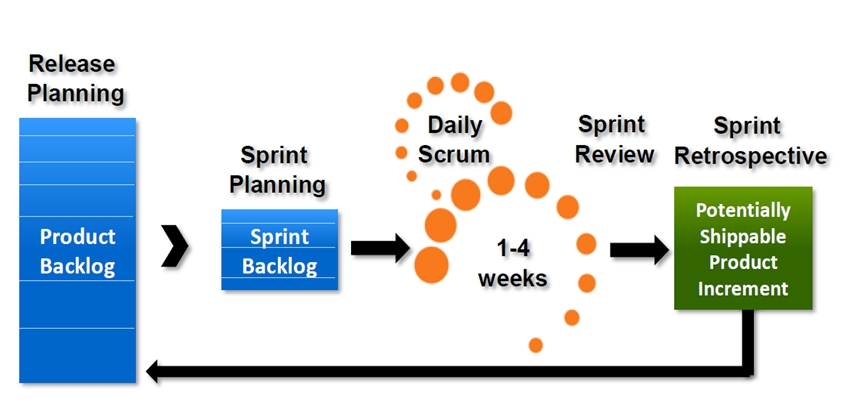 Release
Planning
Product
Backlog
Sprint
Planning
Sprint
Backlog
Daily
Scrum
1-4
weeks
Sprint
Review
Sprint
Retrospective
Potentially
Shippable
Product
Increment